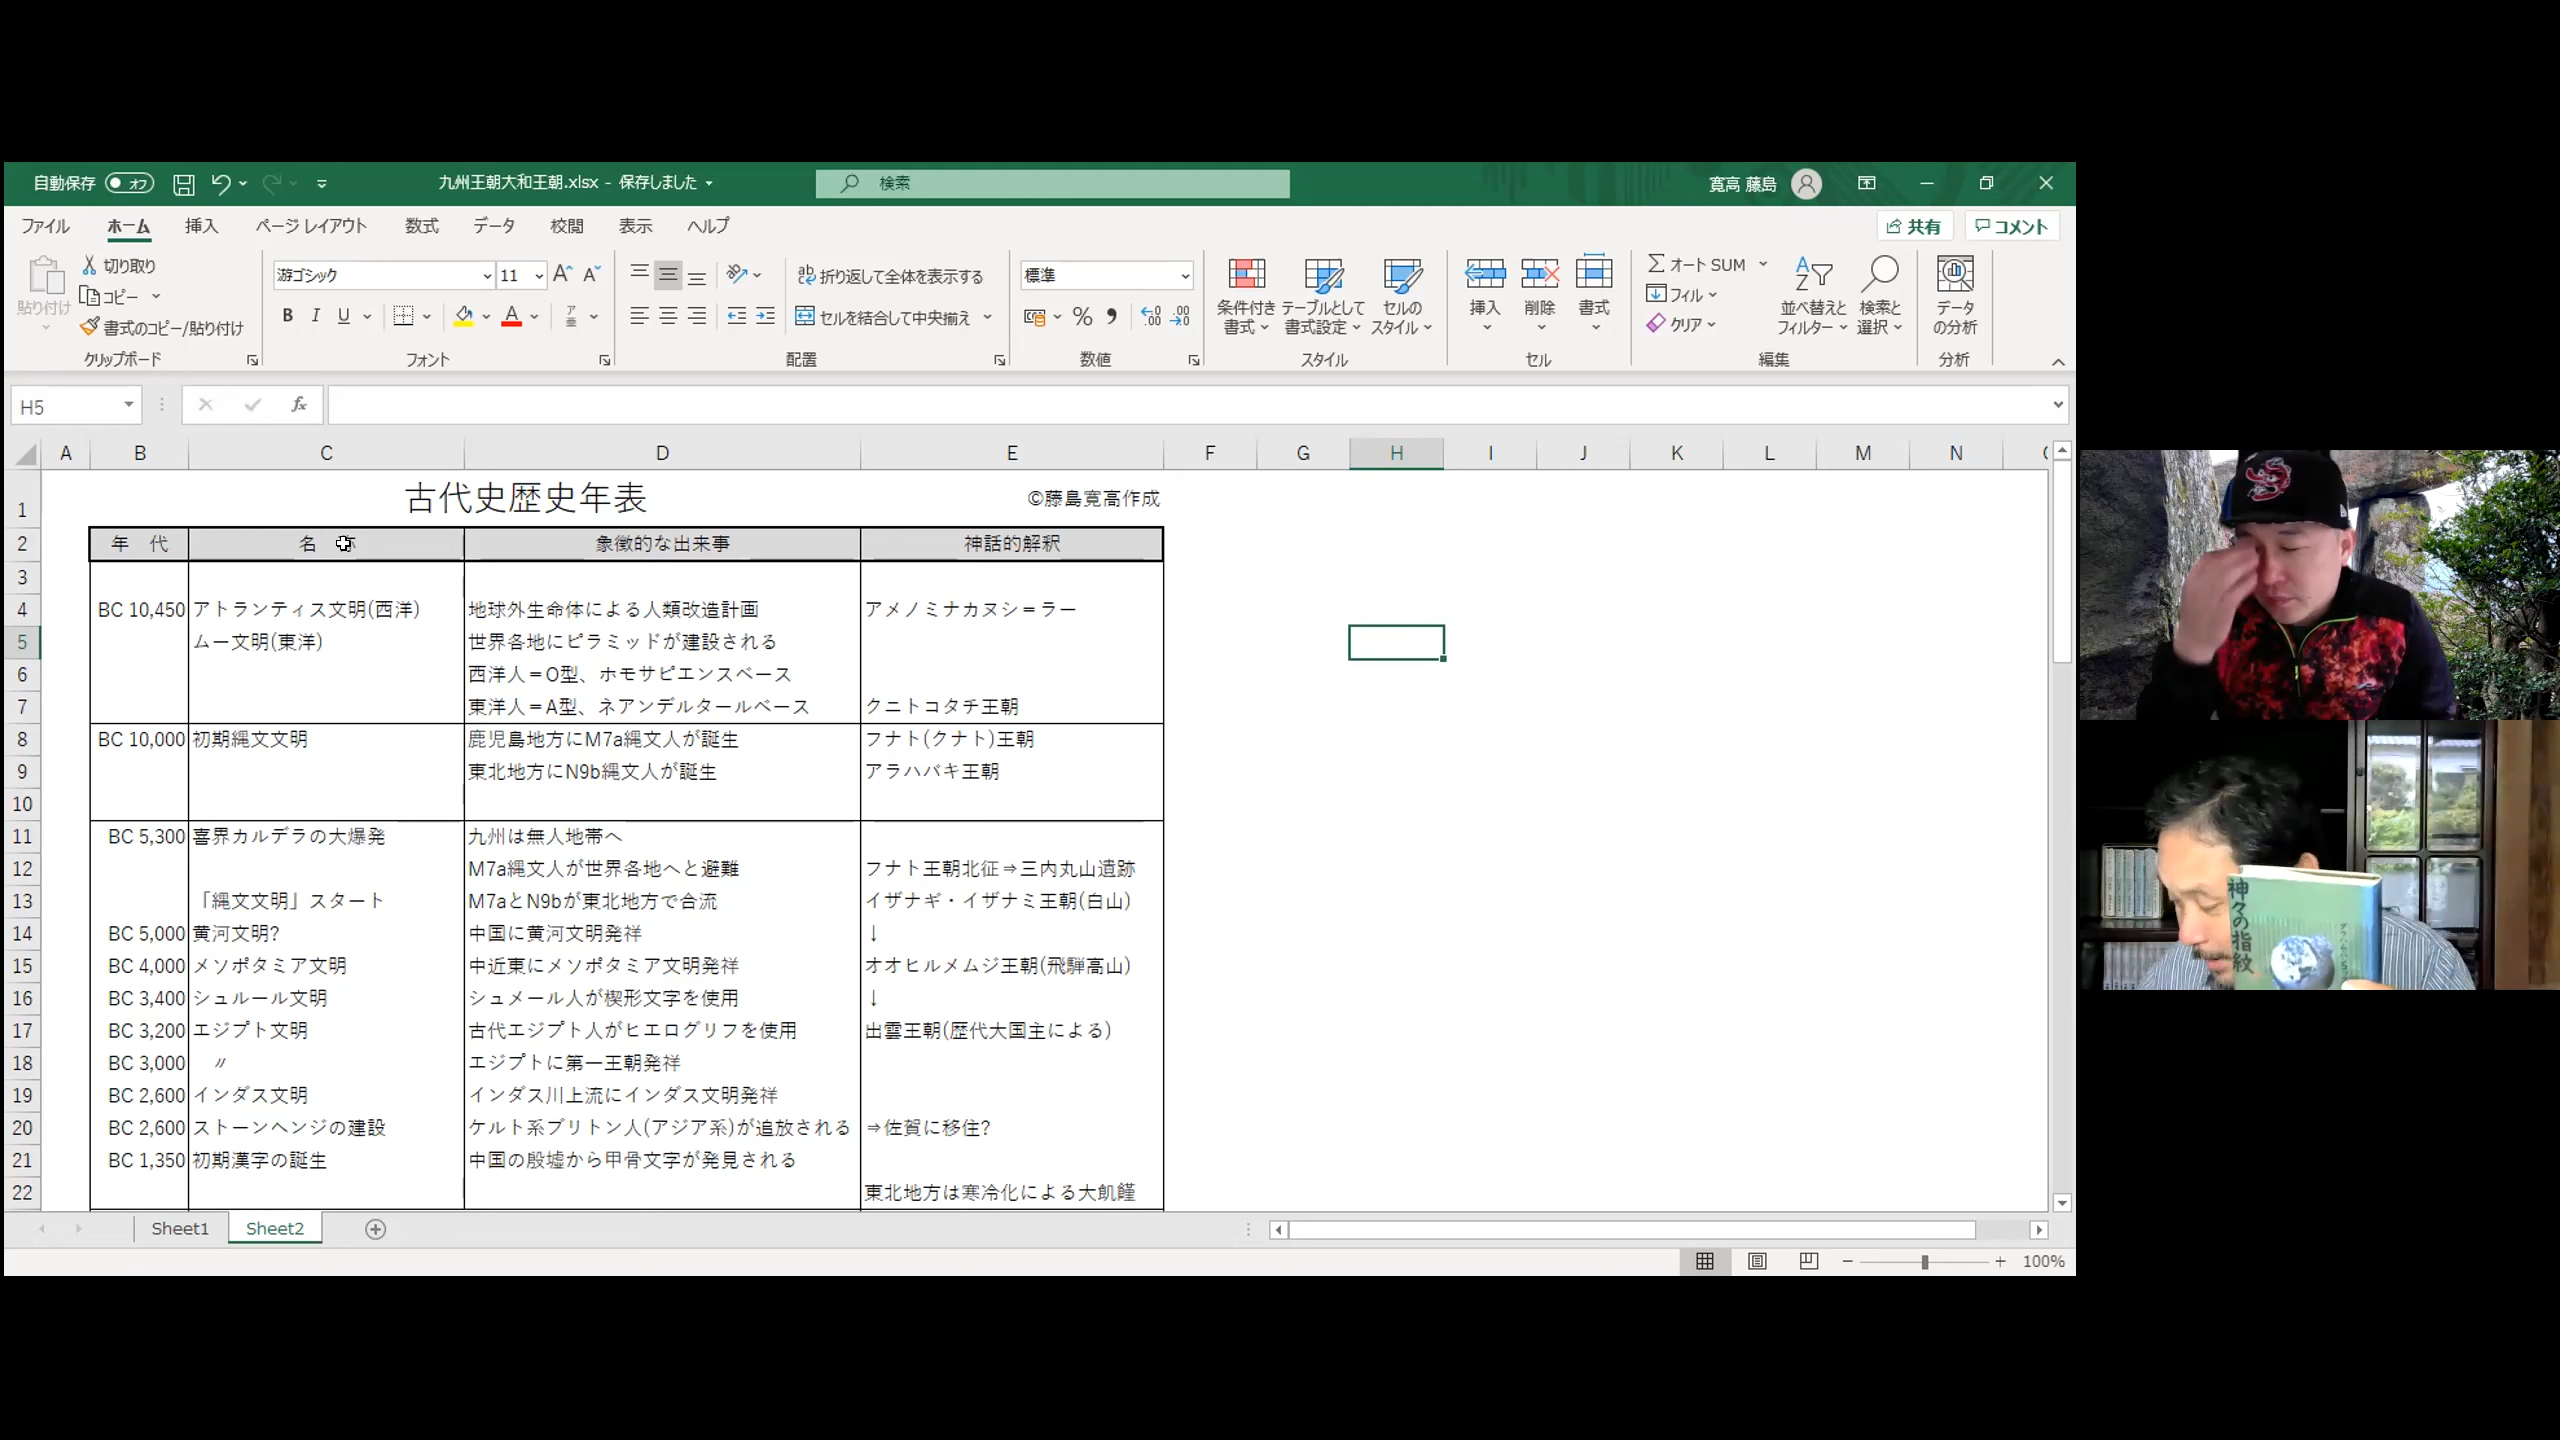 自動保存 オフ
九州王朝大和王朝.xlsx - 保存しました
検索
寛高 藤島
ファイル ホーム 挿入 ページ レイアウト 数式 データ 校閲 表示 ヘルプ
共有 コメント
貼り付け
切り取り
コピー
書式のコピー/貼り付け
クリップボード
游ゴシック 11
B I U
フォント
折り返して全体を表示する
セルを結合して中央揃え
配置
標準
数値
条件付き書式
テーブルとして書式設定
セルのスタイル
スタイル
挿入 削除 書式
セル
オート SUM
フィル
クリア
並べ替えとフィルター
検索と選択
編集
データの分析
分析
H5
fx
A B C D E F G H I J K L M N
1 古代史歴史年表 ©藤島寛高作成
2 年 代 名 称 象徴的な出来事 神話的解釈
3
4 BC 10,450 アトランティス文明(西洋) 地球外生命体による人類改造計画 アメノミナカヌシ＝ラー
5 ムー文明(東洋) 世界各地にピラミッドが建設される
6 西洋人＝O型、ホモサピエンスベース
7 東洋人＝A型、ネアンデルタールベース クニトコタチ王朝
8 BC 10,000 初期縄文文明 鹿児島地方にM7a縄文人が誕生 フナト(クナト)王朝
9 東北地方にN9b縄文人が誕生 アラハバキ王朝
10
11 BC 5,300 喜界カルデラの大爆発 九州は無人地帯へ
12 M7a縄文人が世界各地へと避難 フナト王朝北征⇒三内丸山遺跡
13 「縄文文明」スタート M7aとN9bが東北地方で合流 イザナギ・イザナミ王朝(白山)
14 BC 5,000 黄河文明? 中国に黄河文明発祥 ↓
15 BC 4,000 メソポタミア文明 中近東にメソポタミア文明発祥 オオヒルメムジ王朝(飛騨高山)
16 BC 3,400 シュルール文明 シュメール人が楔形文字を使用 ↓
17 BC 3,200 エジプト文明 古代エジプト人がヒエログリフを使用 出雲王朝(歴代大国主による)
18 BC 3,000 〃 エジプトに第一王朝発祥
19 BC 2,600 インダス文明 インダス川上流にインダス文明発祥
20 BC 2,600 ストーンヘンジの建設 ケルト系ブリトン人(アジア系)が追放される ⇒佐賀に移住?
21 BC 1,350 初期漢字の誕生 中国の殷墟から甲骨文字が発見される
22 東北地方は寒冷化による大飢饉
Sheet1 Sheet2
100%
神々の指紋